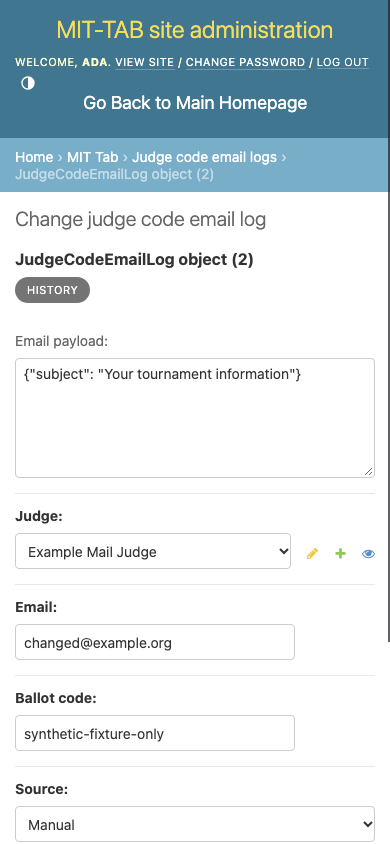 MIT-TAB site administration
WELCOME, ADA. VIEW SITE / CHANGE PASSWORD / LOG OUT
Go Back to Main Homepage
Home › MIT Tab › Judge code email logs ›
JudgeCodeEmailLog object (2)
Change judge code email log
JudgeCodeEmailLog object (2)
HISTORY
Email payload:
{"subject": "Your tournament information"}
Judge:
Example Mail Judge
Email:
changed@example.org
Ballot code:
synthetic-fixture-only
Source:
Manual